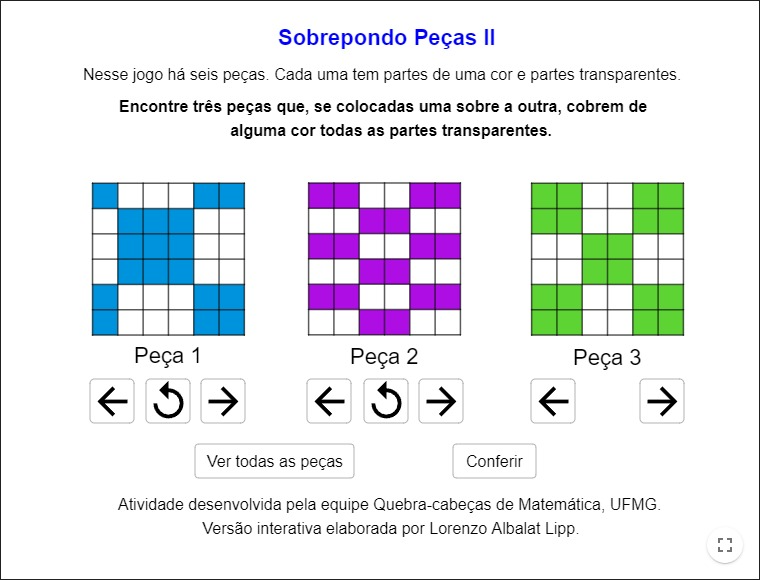 Sobrepondo Peças II
Nesse jogo há seis peças. Cada uma tem partes de uma cor e partes transparentes.
Encontre três peças que, se colocadas uma sobre a outra, cobrem de
alguma cor todas as partes transparentes.
Peça 1
Peça 2
Peça 3
Ver todas as peças
Conferir
Atividade desenvolvida pela equipe Quebra-cabeças de Matemática, UFMG.
Versão interativa elaborada por Lorenzo Albalat Lipp.